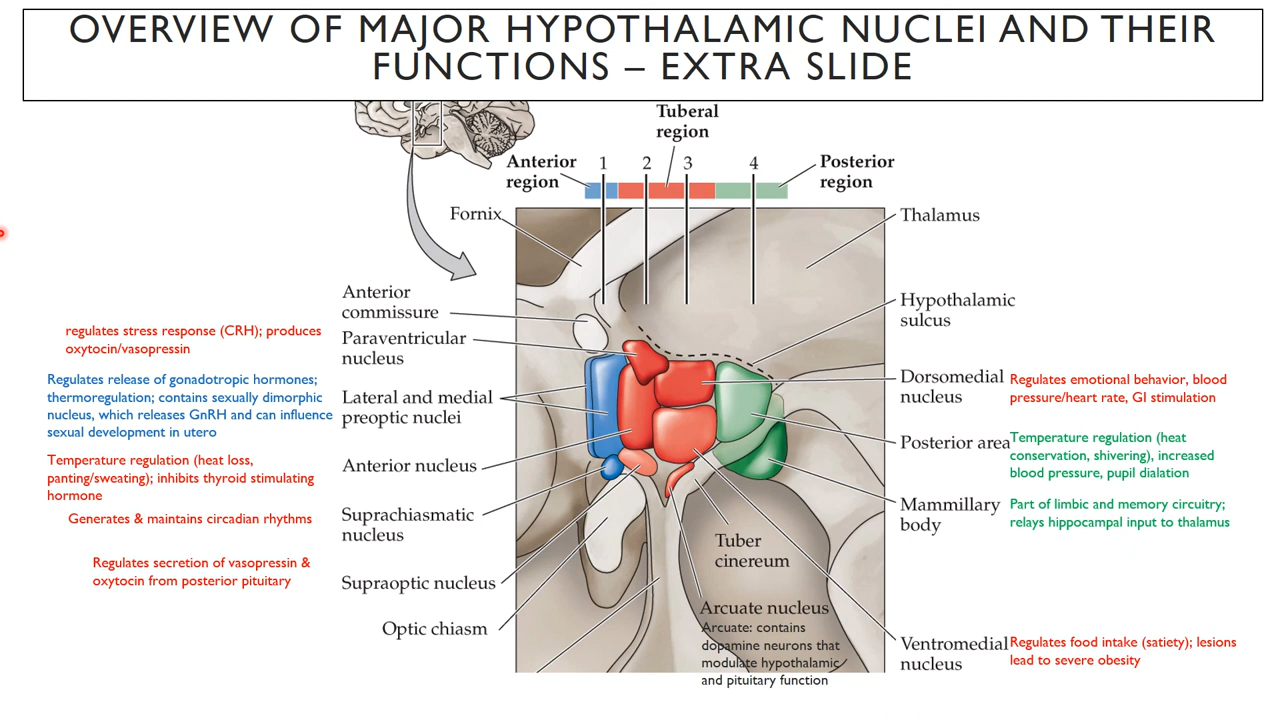 OVERVIEW OF MAJOR HYPOTHALAMIC NUCLEI AND THEIR
FUNCTIONS – EXTRA SLIDE
Tuberal
region
Anterior
region
1
2
3
4
Posterior
region
Fornix
Thalamus
Anterior
commissure
Hypothalamic
sulcus
regulates stress response (CRH); produces
oxytocin/vasopressin
Paraventricular
nucleus
Regulates release of gonadotropic hormones;
thermoregulation; contains sexually dimorphic
nucleus, which releases GnRH and can influence
sexual development in utero
Lateral and medial
preoptic nuclei
Dorsomedial
nucleus
Regulates emotional behavior, blood
pressure/heart rate, GI stimulation
Temperature regulation (heat loss,
panting/sweating); inhibits thyroid stimulating
hormone
Anterior nucleus
Posterior area
Temperature regulation (heat
conservation, shivering), increased
blood pressure, pupil dialation
Generates & maintains circadian rhythms
Suprachiasmatic
nucleus
Mammillary
body
Part of limbic and memory circuitry;
relays hippocampal input to thalamus
Regulates secretion of vasopressin &
oxytocin from posterior pituitary
Supraoptic nucleus
Tuber
cinereum
Optic chiasm
Arcuate nucleus
Arcuate: contains
dopamine neurons that
modulate hypothalamic
and pituitary function
Ventromedial
nucleus
Regulates food intake (satiety); lesions
lead to severe obesity